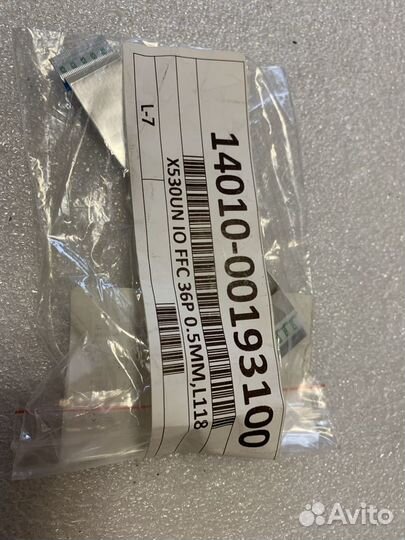 14010-00193100
X530UN IO FFC 36P 0.5MM,L118
L-7
Avito